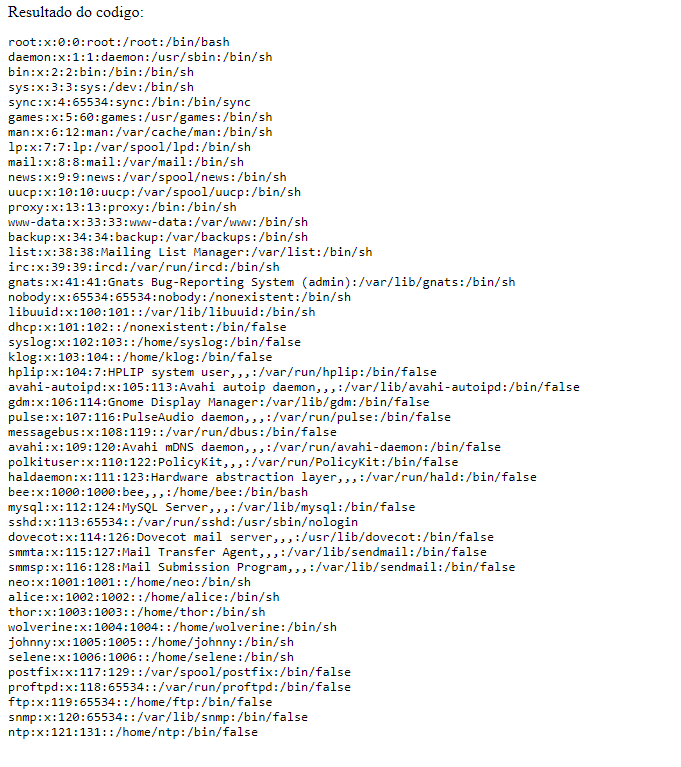 Resultado do codigo:
root:x:0:0:root:/root:/bin/bash
daemon:x:1:1:daemon:/usr/sbin:/bin/sh
bin:x:2:2:bin:/bin:/bin/sh
sys:x:3:3:sys:/dev:/bin/sh
sync:x:4:65534:sync:/bin:/bin/sync
games:x:5:60:games:/usr/games:/bin/sh
man:x:6:12:man:/var/cache/man:/bin/sh
lp:x:7:7:lp:/var/spool/lpd:/bin/sh
mail:x:8:8:mail:/var/mail:/bin/sh
news:x:9:9:news:/var/spool/news:/bin/sh
uucp:x:10:10:uucp:/var/spool/uucp:/bin/sh
proxy:x:13:13:proxy:/bin:/bin/sh
www-data:x:33:33:www-data:/var/www:/bin/sh
backup:x:34:34:backup:/var/backups:/bin/sh
list:x:38:38:Mailing List Manager:/var/list:/bin/sh
irc:x:39:39:ircd:/var/run/ircd:/bin/sh
gnats:x:41:41:Gnats Bug-Reporting System (admin):/var/lib/gnats:/bin/sh
nobody:x:65534:65534:nobody:/nonexistent:/bin/sh
libuuid:x:100:101::/var/lib/libuuid:/bin/sh
dhcp:x:101:102::/nonexistent:/bin/false
syslog:x:102:103::/home/syslog:/bin/false
klog:x:103:104::/home/klog:/bin/false
hplip:x:104:7:HPLIP system user,,,:/var/run/hplip:/bin/false
avahi-autoipd:x:105:113:Avahi autoip daemon,,,:/var/lib/avahi-autoipd:/bin/false
gdm:x:106:114:Gnome Display Manager:/var/lib/gdm:/bin/false
pulse:x:107:116:PulseAudio daemon,,,:/var/run/pulse:/bin/false
messagebus:x:108:119::/var/run/dbus:/bin/false
avahi:x:109:120:Avahi mDNS daemon,,,:/var/run/avahi-daemon:/bin/false
polkituser:x:110:122:PolicyKit,,,:/var/run/PolicyKit:/bin/false
haldaemon:x:111:123:Hardware abstraction layer,,,:/var/run/hald:/bin/false
bee:x:1000:1000:bee,,,:/home/bee:/bin/bash
mysql:x:112:124:MySQL Server,,,:/var/lib/mysql:/bin/false
sshd:x:113:65534::/var/run/sshd:/usr/sbin/nologin
dovecot:x:114:126:Dovecot mail server,,,:/usr/lib/dovecot:/bin/false
smmta:x:115:127:Mail Transfer Agent,,,:/var/lib/sendmail:/bin/false
smmsp:x:116:128:Mail Submission Program,,,:/var/lib/sendmail:/bin/false
neo:x:1001:1001::/home/neo:/bin/sh
alice:x:1002:1002::/home/alice:/bin/sh
thor:x:1003:1003::/home/thor:/bin/sh
wolverine:x:1004:1004::/home/wolverine:/bin/sh
johnny:x:1005:1005::/home/johnny:/bin/sh
selene:x:1006:1006::/home/selene:/bin/sh
postfix:x:117:129::/var/spool/postfix:/bin/false
proftpd:x:118:65534::/var/run/proftpd:/bin/false
ftp:x:119:65534::/home/ftp:/bin/false
snmp:x:120:65534::/var/lib/snmp:/bin/false
ntp:x:121:131::/home/ntp:/bin/false